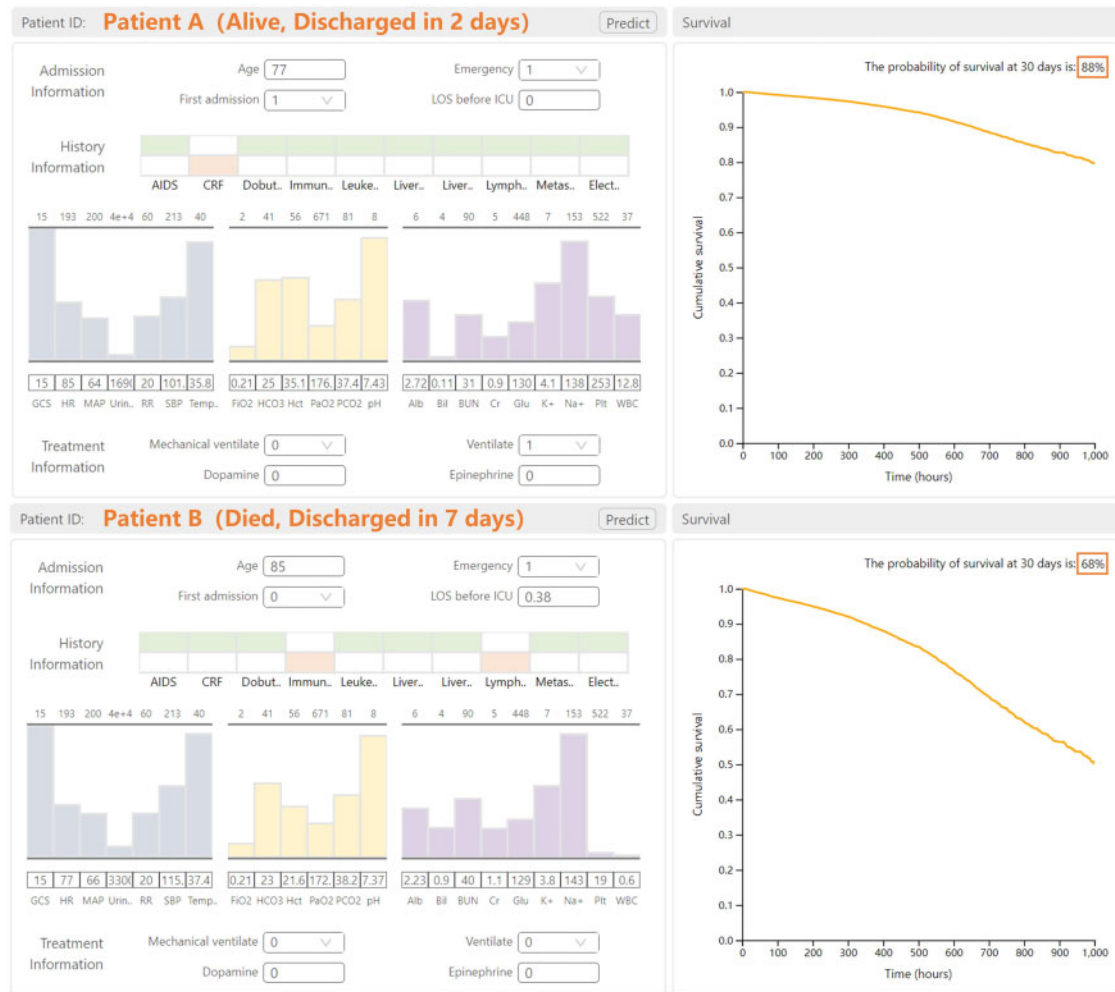 Patient ID: Patient A (Alive, Discharged in 2 days) Predict
Admission Information
Age 77 Emergency 1
First admission 1 LOS before ICU 0
History Information
AIDS CRF Dobut.. Immun.. Leuke.. Liver.. Liver.. Lymph.. Metas.. Elect..
15 193 200 4e+4 60 213 40 2 41 56 671 81 8 6 4 90 5 448 7 153 522 37
15 85 64 169( 20 101. 35.8 0.21 25 35.1 176. 37.4 7.43 2.72 0.11 31 0.9 130 4.1 138 253 12.8
GCS HR MAP Urin.. RR SBP Temp.. FiO2 HCO3 Hct PaO2 PCO2 pH Alb Bil BUN Cr Glu K+ Na+ Plt WBC
Treatment Information
Mechanical ventilate 0 Ventilate 1
Dopamine 0 Epinephrine 0
Survival
The probability of survival at 30 days is: 88%
Cumulative survival
1.0
0.9
0.8
0.7
0.6
0.5
0.4
0.3
0.2
0.1
0.0
0 100 200 300 400 500 600 700 800 900 1,000
Time (hours)
Patient ID: Patient B (Died, Discharged in 7 days) Predict
Admission Information
Age 85 Emergency 1
First admission 0 LOS before ICU 0.38
History Information
AIDS CRF Dobut.. Immun.. Leuke.. Liver.. Liver.. Lymph.. Metas.. Elect..
15 193 200 4e+4 60 213 40 2 41 56 671 81 8 6 4 90 5 448 7 153 522 37
15 77 66 330( 20 115. 37.4 0.21 23 21.6 172. 38.2 7.37 2.23 0.9 40 1.1 129 3.8 143 19 0.6
GCS HR MAP Urin.. RR SBP Temp.. FiO2 HCO3 Hct PaO2 PCO2 pH Alb Bil BUN Cr Glu K+ Na+ Plt WBC
Treatment Information
Mechanical ventilate 0 Ventilate 0
Dopamine 0 Epinephrine 0
Survival
The probability of survival at 30 days is: 68%
Cumulative survival
1.0
0.9
0.8
0.7
0.6
0.5
0.4
0.3
0.2
0.1
0.0
0 100 200 300 400 500 600 700 800 900 1,000
Time (hours)